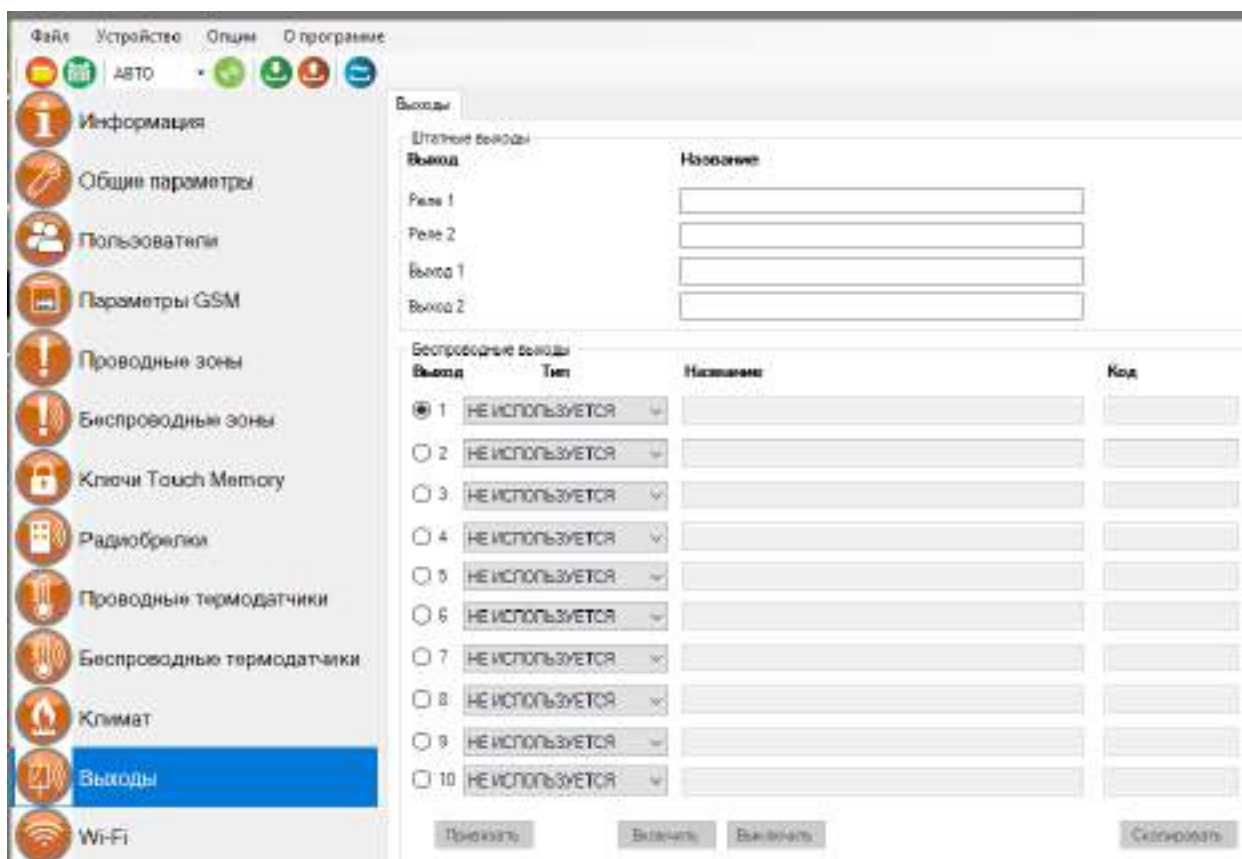 Файл Устройство Опции О программе
АВТО
Информация
Общие параметры
Пользователи
Параметры GSM
Проводные зоны
Беспроводные зоны
Ключи Touch Memory
Радиобрелки
Проводные термодатчики
Беспроводные термодатчики
Климат
Выходы
Wi-Fi
Выходы
Штатные выходы
Выход Название
Реле 1
Реле 2
Выход 1
Выход 2
Беспроводные выходы
Выход Тип Название Код
1 НЕ ИСПОЛЬЗУЕТСЯ
2 НЕ ИСПОЛЬЗУЕТСЯ
3 НЕ ИСПОЛЬЗУЕТСЯ
4 НЕ ИСПОЛЬЗУЕТСЯ
5 НЕ ИСПОЛЬЗУЕТСЯ
6 НЕ ИСПОЛЬЗУЕТСЯ
7 НЕ ИСПОЛЬЗУЕТСЯ
8 НЕ ИСПОЛЬЗУЕТСЯ
9 НЕ ИСПОЛЬЗУЕТСЯ
10 НЕ ИСПОЛЬЗУЕТСЯ
Привязать Включить Выключить Скопировать